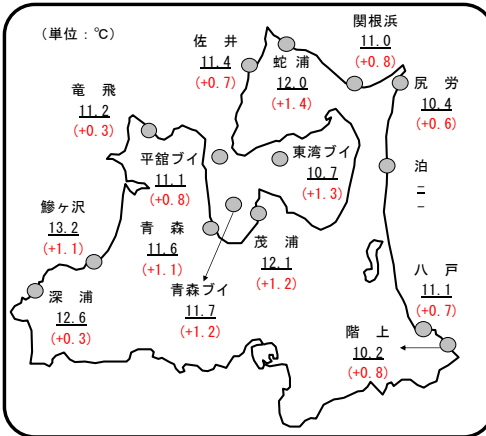 (単位：℃)
関根浜
11.0
(+0.8)
佐井
11.4
(+0.7)
蛇浦
12.0
(+1.4)
尻労
10.4
(+0.6)
竜飛
11.2
(+0.3)
平舘ブイ
11.1
(+0.8)
東湾ブイ
10.7
(+1.3)
泊
－
－
鰺ヶ沢
13.2
(+1.1)
青森
11.6
(+1.1)
茂浦
12.1
(+1.2)
青森ブイ
11.7
(+1.2)
八戸
11.1
(+0.7)
深浦
12.6
(+0.3)
階上
10.2
(+0.8)